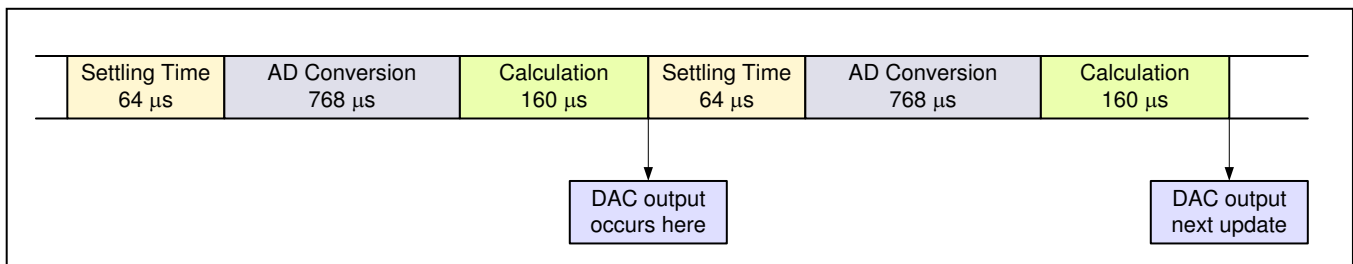 Settling Time
64 μs
AD Conversion
768 μs
Calculation
160 μs
Settling Time
64 μs
AD Conversion
768 μs
Calculation
160 μs
DAC output
occurs here
DAC output
next update